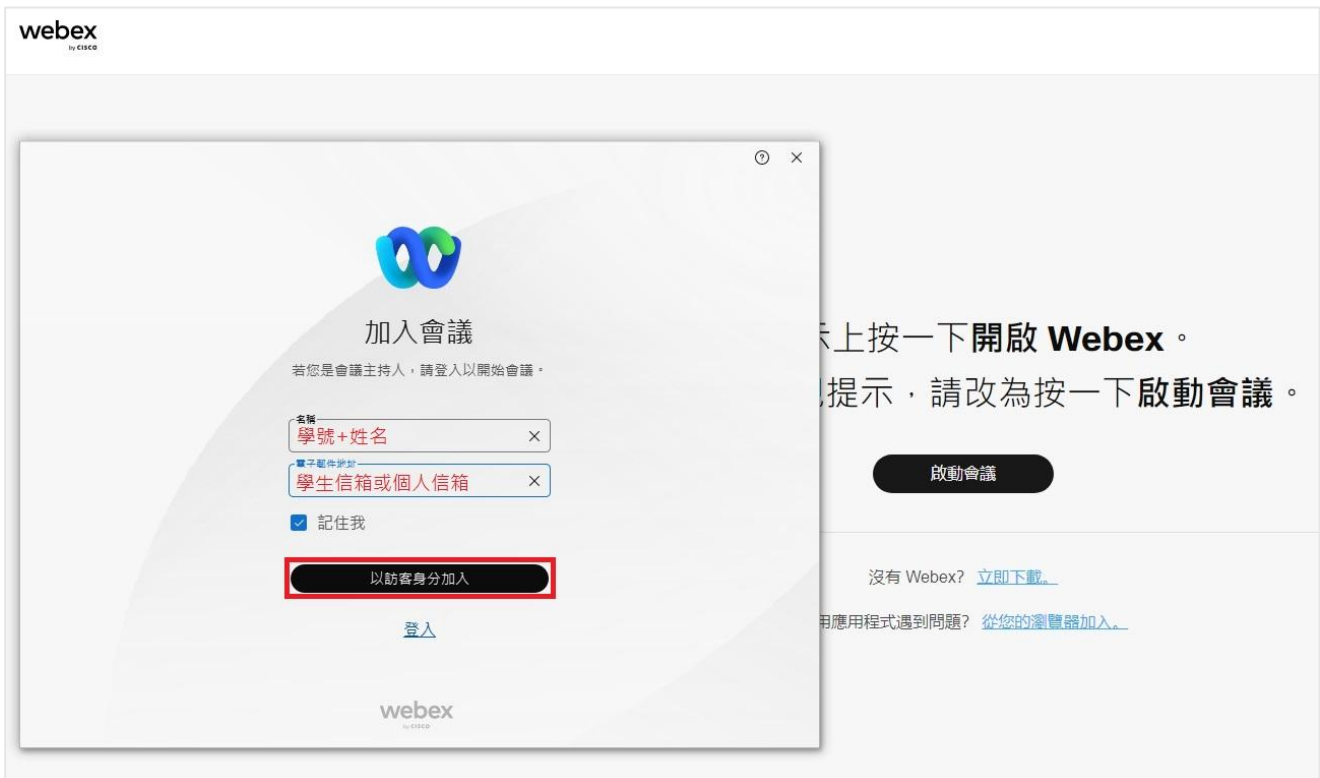 webex
by CISCO
加入會議
若您是會議主持人，請登入以開始會議。
名稱
學號+姓名
電子郵件地址
學生信箱或個人信箱
記住我
以訪客身分加入
登入
webex
by CISCO
上按一下開啟 Webex。
提示，請改為按一下啟動會議。
啟動會議
沒有 Webex? 立即下載。
用應用程式遇到問題? 從您的瀏覽器加入。